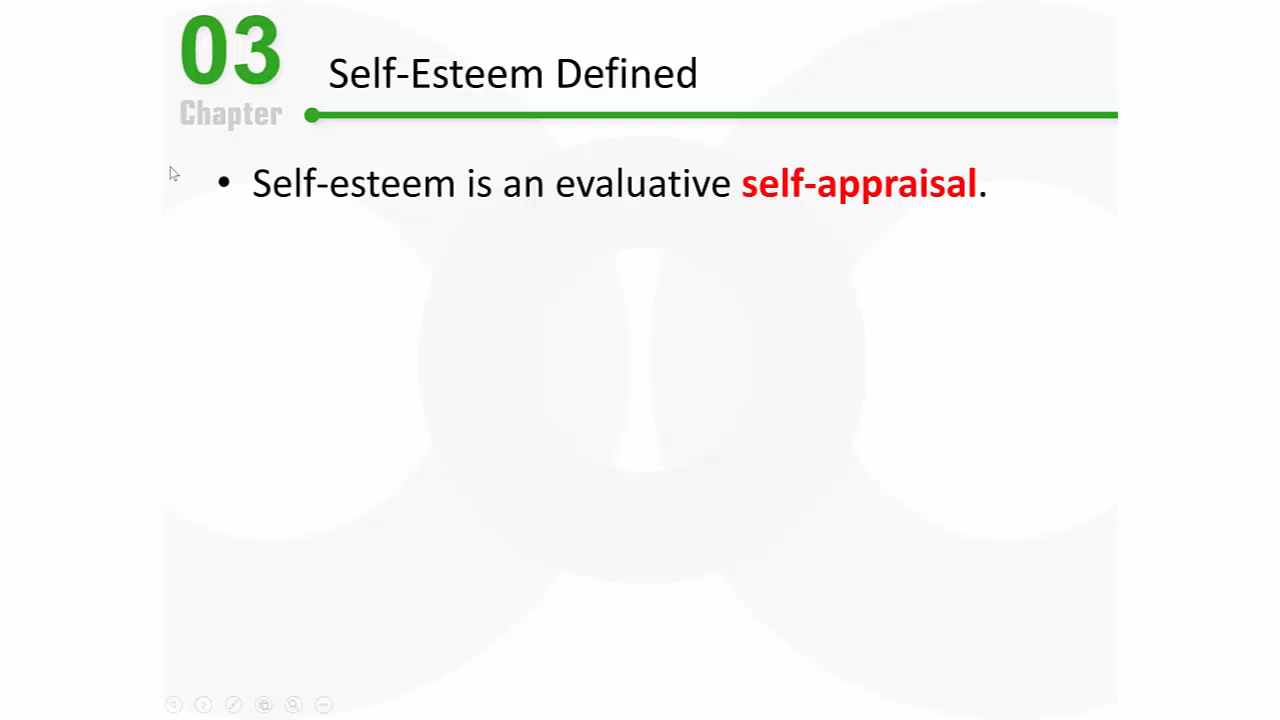 03
Chapter
Self-Esteem Defined
• Self-esteem is an evaluative self-appraisal.